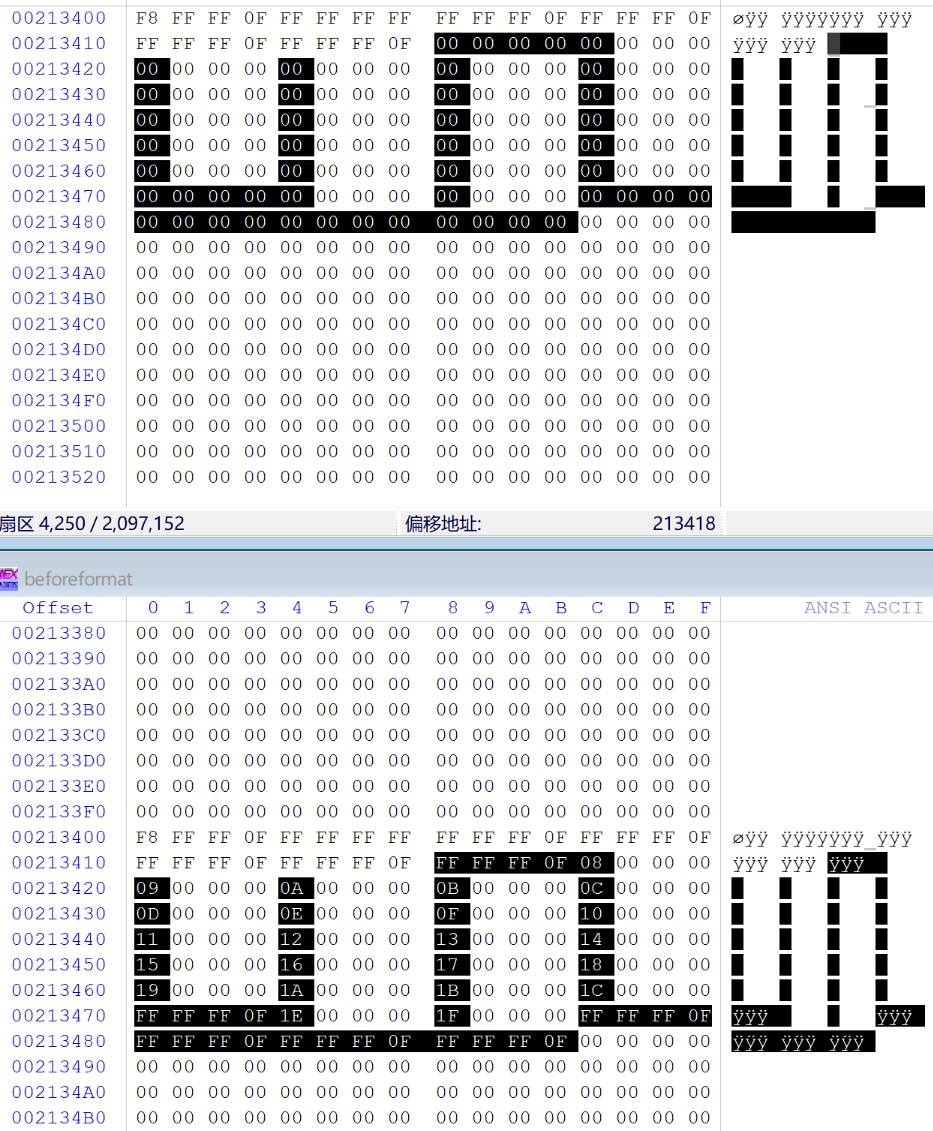 00213400 F8 FF FF 0F FF FF FF FF FF FF FF 0F FF FF FF 0F øÿÿ ÿÿÿÿÿÿÿ ÿÿÿ
00213410 FF FF FF 0F FF FF FF 0F 00 00 00 00 00 00 00 00 ÿÿÿ ÿÿÿ
00213420 00 00 00 00 00 00 00 00 00 00 00 00 00 00 00 00
00213430 00 00 00 00 00 00 00 00 00 00 00 00 00 00 00 00
00213440 00 00 00 00 00 00 00 00 00 00 00 00 00 00 00 00
00213450 00 00 00 00 00 00 00 00 00 00 00 00 00 00 00 00
00213460 00 00 00 00 00 00 00 00 00 00 00 00 00 00 00 00
00213470 00 00 00 00 00 00 00 00 00 00 00 00 00 00 00 00
00213480 00 00 00 00 00 00 00 00 00 00 00 00 00 00 00 00
00213490 00 00 00 00 00 00 00 00 00 00 00 00 00 00 00 00
002134A0 00 00 00 00 00 00 00 00 00 00 00 00 00 00 00 00
002134B0 00 00 00 00 00 00 00 00 00 00 00 00 00 00 00 00
002134C0 00 00 00 00 00 00 00 00 00 00 00 00 00 00 00 00
002134D0 00 00 00 00 00 00 00 00 00 00 00 00 00 00 00 00
002134E0 00 00 00 00 00 00 00 00 00 00 00 00 00 00 00 00
002134F0 00 00 00 00 00 00 00 00 00 00 00 00 00 00 00 00
00213500 00 00 00 00 00 00 00 00 00 00 00 00 00 00 00 00
00213510 00 00 00 00 00 00 00 00 00 00 00 00 00 00 00 00
00213520 00 00 00 00 00 00 00 00 00 00 00 00 00 00 00 00
扇区 4,250 / 2,097,152 偏移地址: 213418
beforeformat
Offset 0 1 2 3 4 5 6 7 8 9 A B C D E F ANSI ASCII
00213380 00 00 00 00 00 00 00 00 00 00 00 00 00 00 00 00
00213390 00 00 00 00 00 00 00 00 00 00 00 00 00 00 00 00
002133A0 00 00 00 00 00 00 00 00 00 00 00 00 00 00 00 00
002133B0 00 00 00 00 00 00 00 00 00 00 00 00 00 00 00 00
002133C0 00 00 00 00 00 00 00 00 00 00 00 00 00 00 00 00
002133D0 00 00 00 00 00 00 00 00 00 00 00 00 00 00 00 00
002133E0 00 00 00 00 00 00 00 00 00 00 00 00 00 00 00 00
002133F0 00 00 00 00 00 00 00 00 00 00 00 00 00 00 00 00
00213400 F8 FF FF 0F FF FF FF FF FF FF FF 0F FF FF FF 0F øÿÿ ÿÿÿÿÿÿÿ ÿÿÿ
00213410 FF FF FF 0F FF FF FF 0F FF FF FF 0F 08 00 00 00 ÿÿÿ ÿÿÿ ÿÿÿ
00213420 09 00 00 00 0A 00 00 00 0B 00 00 00 0C 00 00 00
00213430 0D 00 00 00 0E 00 00 00 0F 00 00 00 10 00 00 00
00213440 11 00 00 00 12 00 00 00 13 00 00 00 14 00 00 00
00213450 15 00 00 00 16 00 00 00 17 00 00 00 18 00 00 00
00213460 19 00 00 00 1A 00 00 00 1B 00 00 00 1C 00 00 00
00213470 FF FF FF 0F 1E 00 00 00 1F 00 00 00 FF FF FF 0F ÿÿÿ ÿÿÿ
00213480 FF FF FF 0F FF FF FF 0F FF FF FF 0F 00 00 00 00 ÿÿÿ ÿÿÿ ÿÿÿ
00213490 00 00 00 00 00 00 00 00 00 00 00 00 00 00 00 00
002134A0 00 00 00 00 00 00 00 00 00 00 00 00 00 00 00 00
002134B0 00 00 00 00 00 00 00 00 00 00 00 00 00 00 00 00